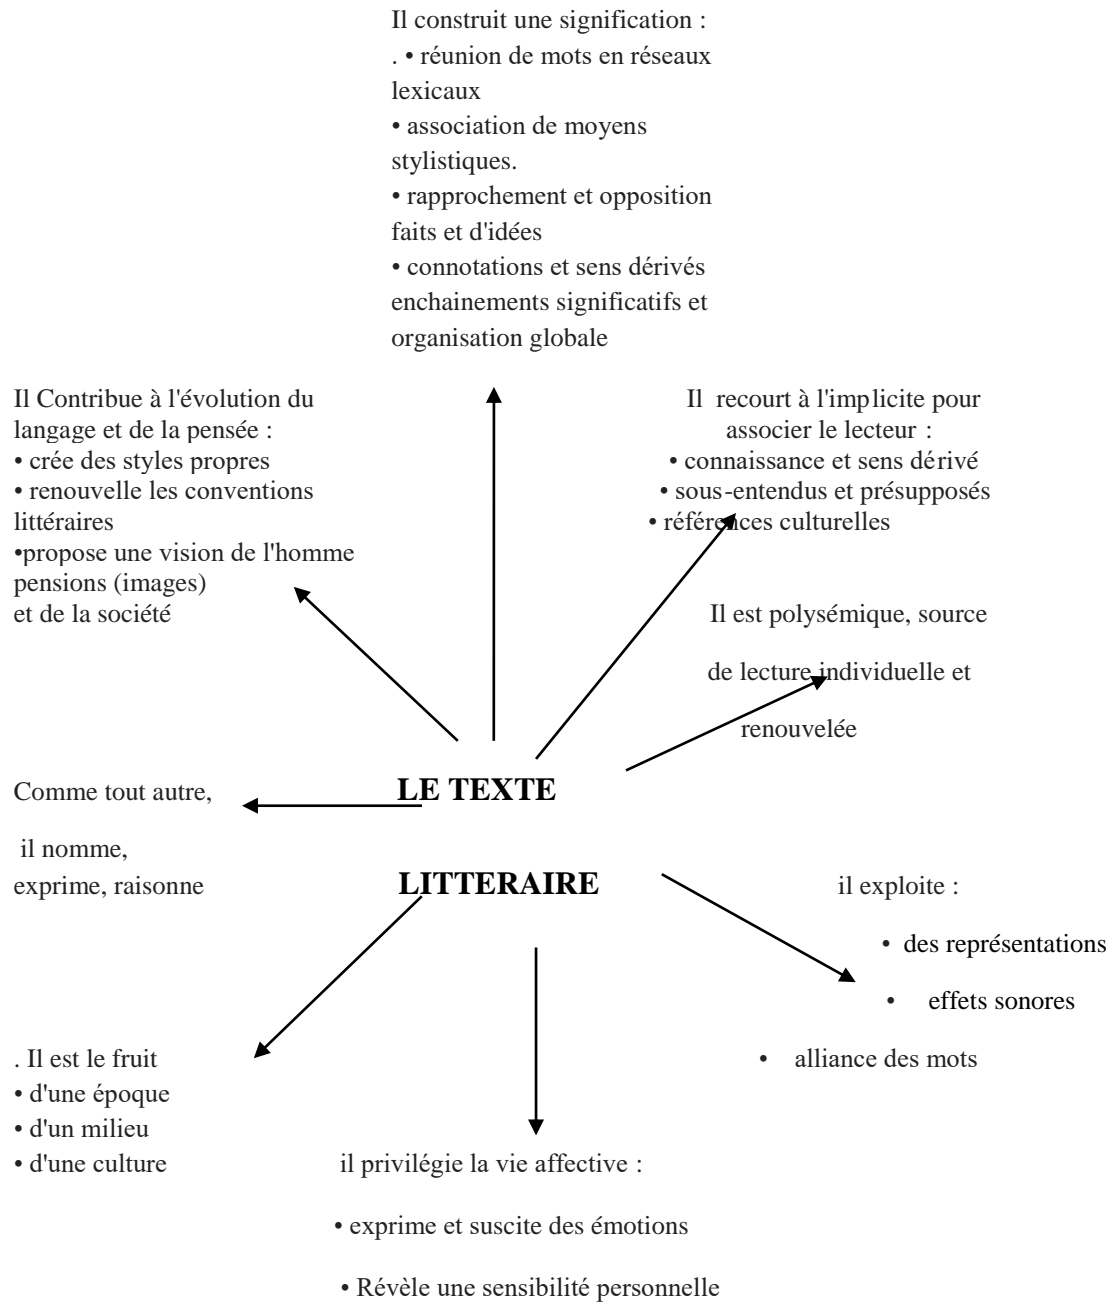 Il construit une signification :
. • réunion de mots en réseaux
lexicaux
• association de moyens
stylistiques.
• rapprochement et opposition
faits et d'idées
• connotations et sens dérivés
enchainements significatifs et
organisation globale
Il Contribue à l'évolution du
langage et de la pensée :
• crée des styles propres
• renouvelle les conventions
littéraires
•propose une vision de l'homme
pensions (images)
et de la société
Il recourt à l'implicite pour
associer le lecteur :
• connaissance et sens dérivé
• sous-entendus et présupposés
• références culturelles
Il est polysémique, source
de lecture individuelle et
renouvelée
Comme tout autre,
il nomme,
exprime, raisonne
LE TEXTE
LITTERAIRE
il exploite :
• des représentations
• effets sonores
• alliance des mots
. Il est le fruit
• d'une époque
• d'un milieu
• d'une culture
il privilégie la vie affective :
• exprime et suscite des émotions
• Révèle une sensibilité personnelle